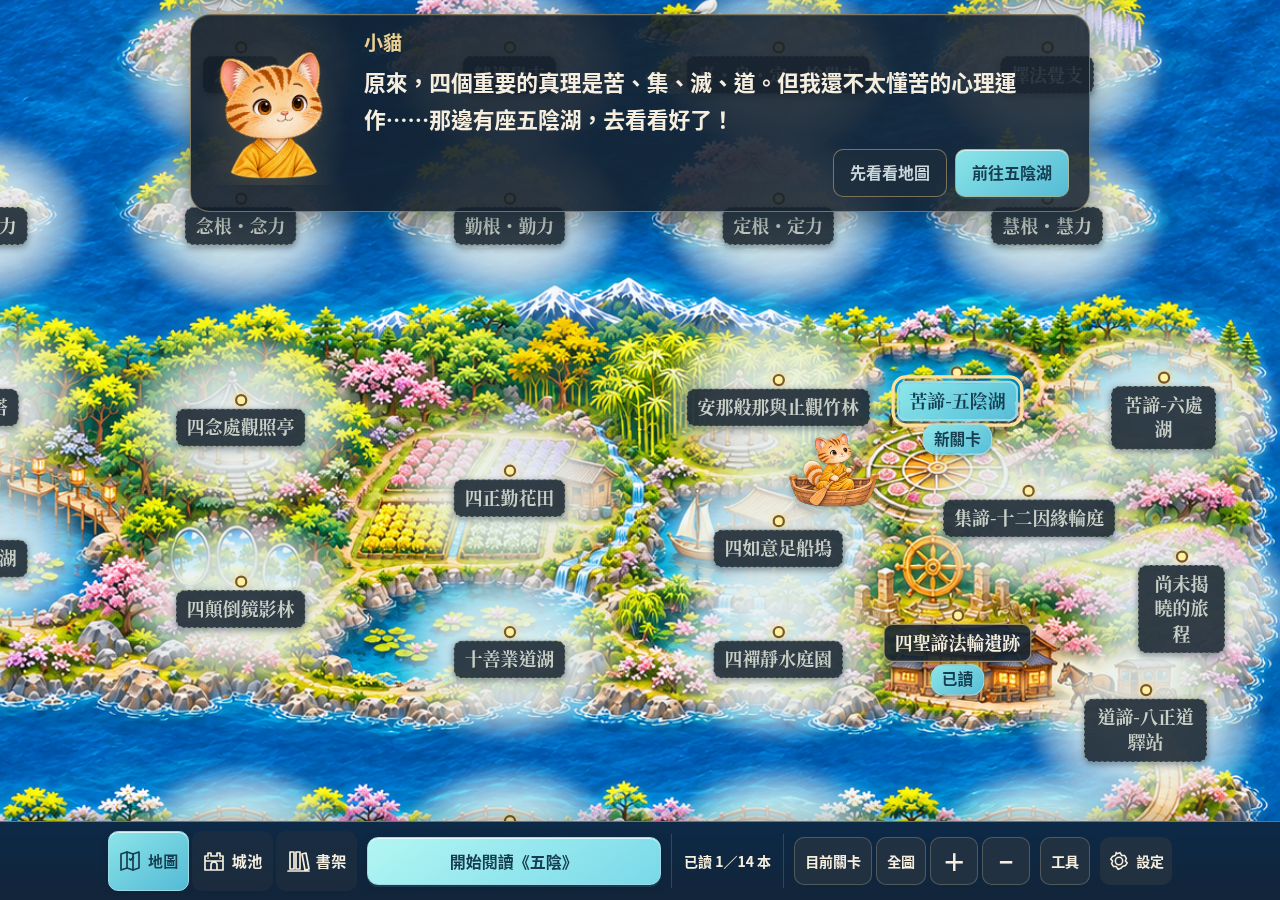 小貓
原來，四個重要的真理是苦、集、滅、道。但我還不太懂苦的心理運
作⋯⋯那邊有座五陰湖，去看看好了！
先看看地圖
前往五陰湖
擇法覺支
力
念根・念力
勤根・勤力
定根・定力
慧根・慧力
四念處觀照亭
安那般那與止觀竹林
苦諦-五陰湖
新關卡
苦諦-六處
湖
四正勤花田
集諦-十二因緣輪庭
四如意足船塢
湖
四顛倒鏡影林
尚未揭
曉的旅
程
十善業道湖
四禪靜水庭園
四聖諦法輪遺跡
已讀
道諦-八正道
驛站
地圖
城池
書架
開始閱讀《五陰》
已讀 1／14 本
目前關卡
全圖
+
−
工具
設定